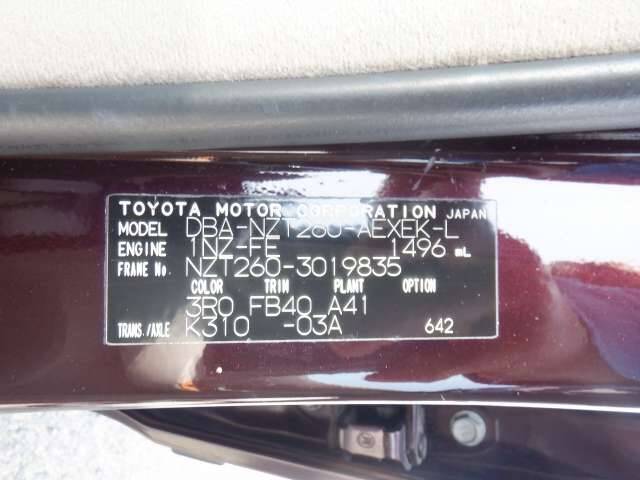 TOYOTA MOTOR CORPORATION JAPAN
MODEL DBA-NZT260-AEXEK-L
ENGINE 1NZ-FE 1496 mL
FRAME No. NZT260-3019835
COLOR TRIM PLANT OPTION
3R0 FB40 A41
TRANS./AXLE K310 -03A 642